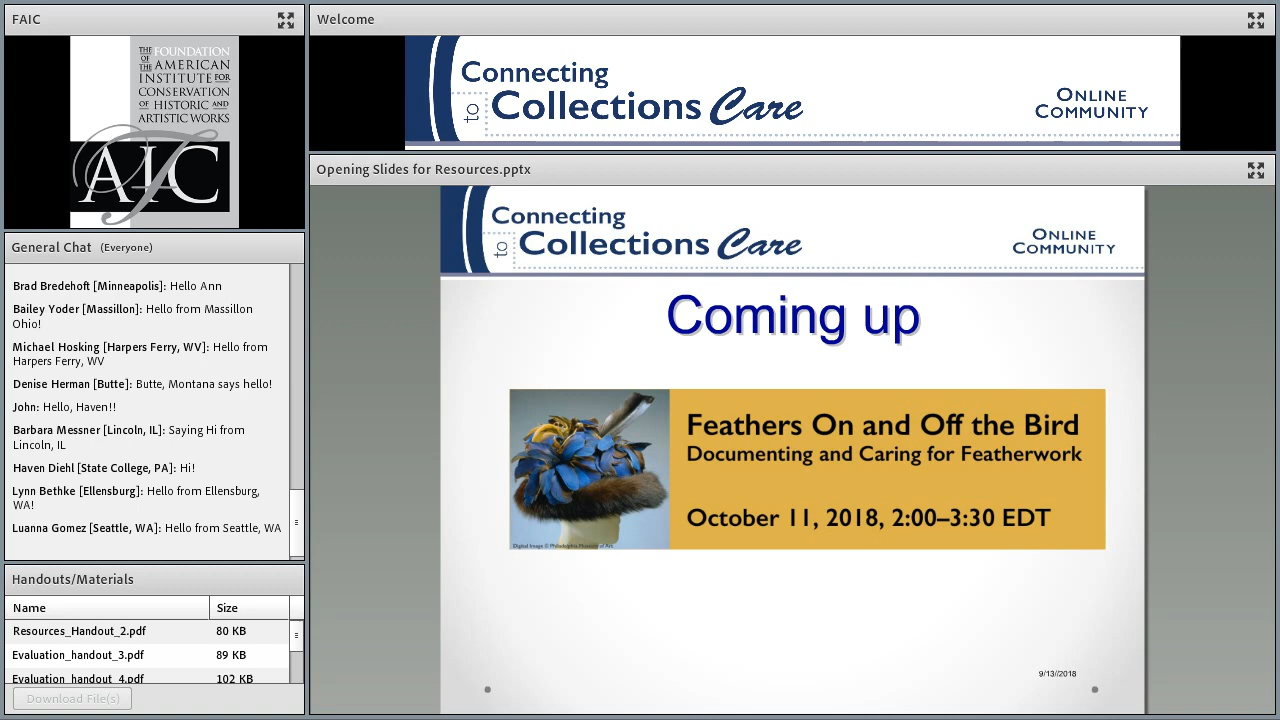 FAIC
THE FOUNDATION
OF THE AMERICAN
INSTITUTE FOR
CONSERVATION
OF HISTORIC AND
ARTISTIC WORKS
AIC
General Chat (Everyone)
Brad Bredehoft [Minneapolis]: Hello Ann
Bailey Yoder [Massillon]: Hello from Massillon
Ohio!
Michael Hosking [Harpers Ferry, WV]: Hello from
Harpers Ferry, WV
Denise Herman [Butte]: Butte, Montana says hello!
John: Hello, Haven!!
Barbara Messner [Lincoln, IL]: Saying Hi from
Lincoln, IL
Haven Diehl [State College, PA]: Hi!
Lynn Bethke [Ellensburg]: Hello from Ellensburg,
WA!
Luanna Gomez [Seattle, WA]: Hello from Seattle, WA
Handouts/Materials
Name Size
Resources_Handout_2.pdf 80 KB
Evaluation_handout_3.pdf 89 KB
Evaluation_handout_4.pdf 102 KB
Download File(s)
Welcome
Connecting
to Collections Care
ONLINE
COMMUNITY
Opening Slides for Resources.pptx
Connecting
to Collections Care
ONLINE
COMMUNITY
Coming up
Feathers On and Off the Bird
Documenting and Caring for Featherwork
October 11, 2018, 2:00–3:30 EDT
Digital Image © Philadelphia Museum of Art
9/13//2018